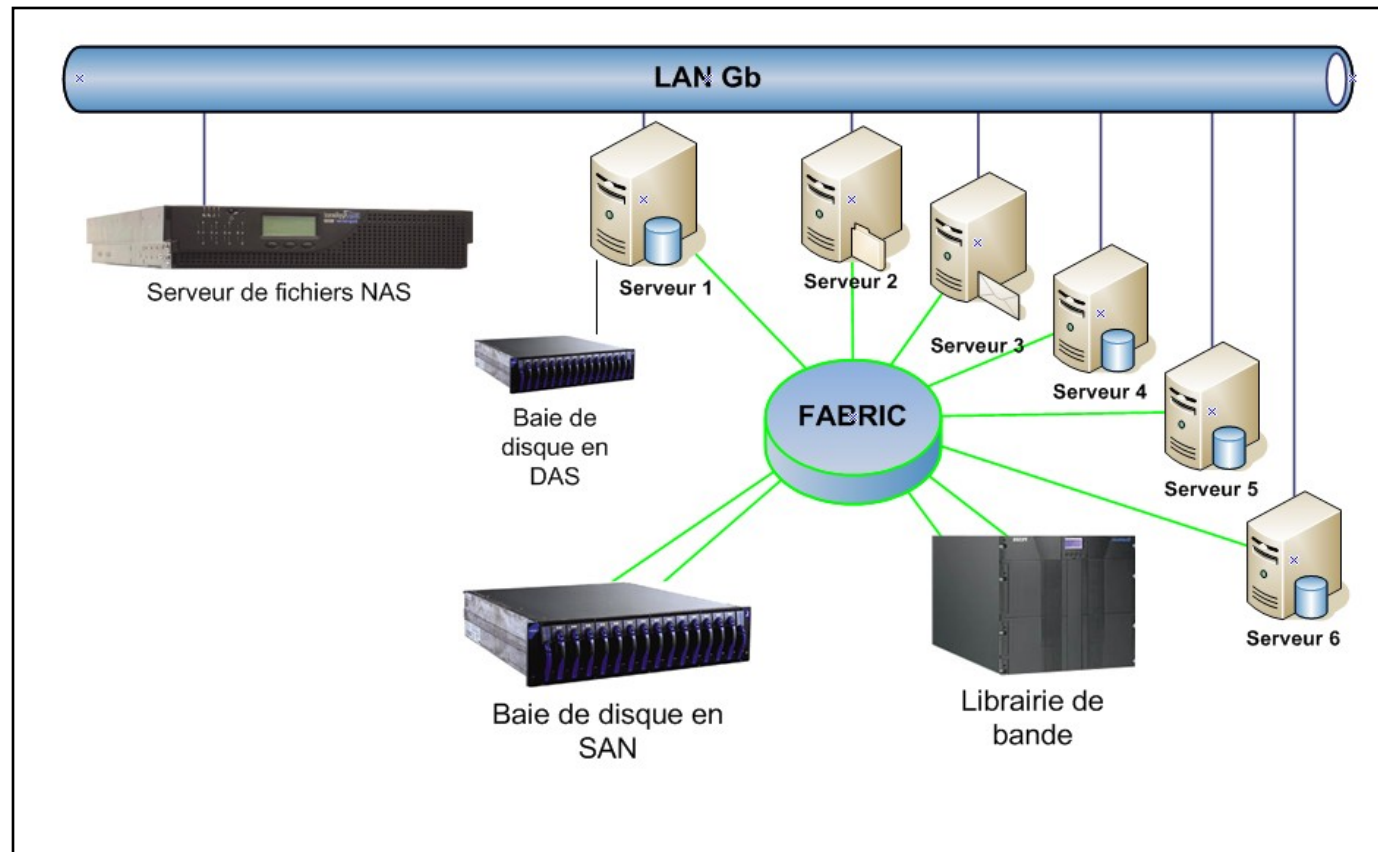 LAN Gb
Serveur de fichiers NAS
Serveur 1
Serveur 2
Serveur 3
Serveur 4
Serveur 5
Serveur 6
Baie de
disque en
DAS
FABRIC
Baie de disque en
SAN
Librairie de
bande